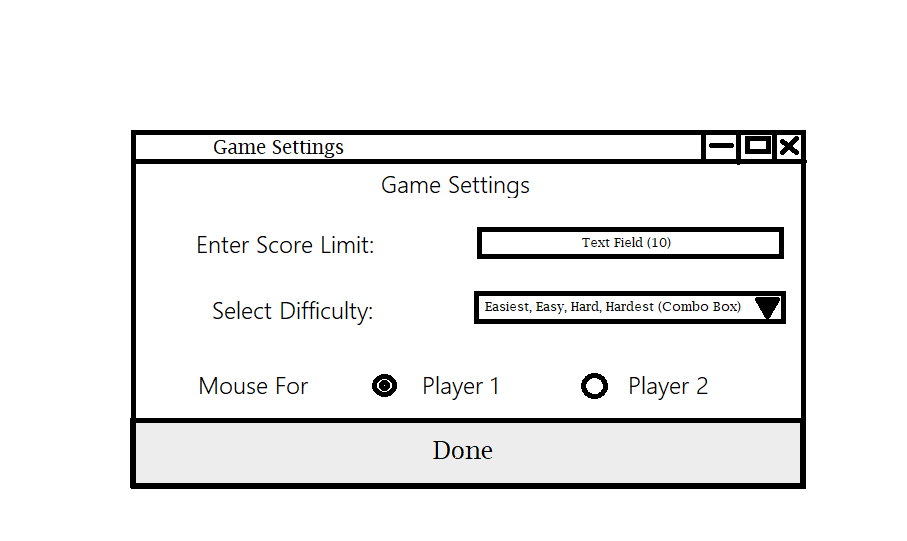 Game Settings
Game Settings
Enter Score Limit: Text Field (10)
Select Difficulty: Easiest, Easy, Hard, Hardest (Combo Box)
Mouse For Player 1 Player 2
Done